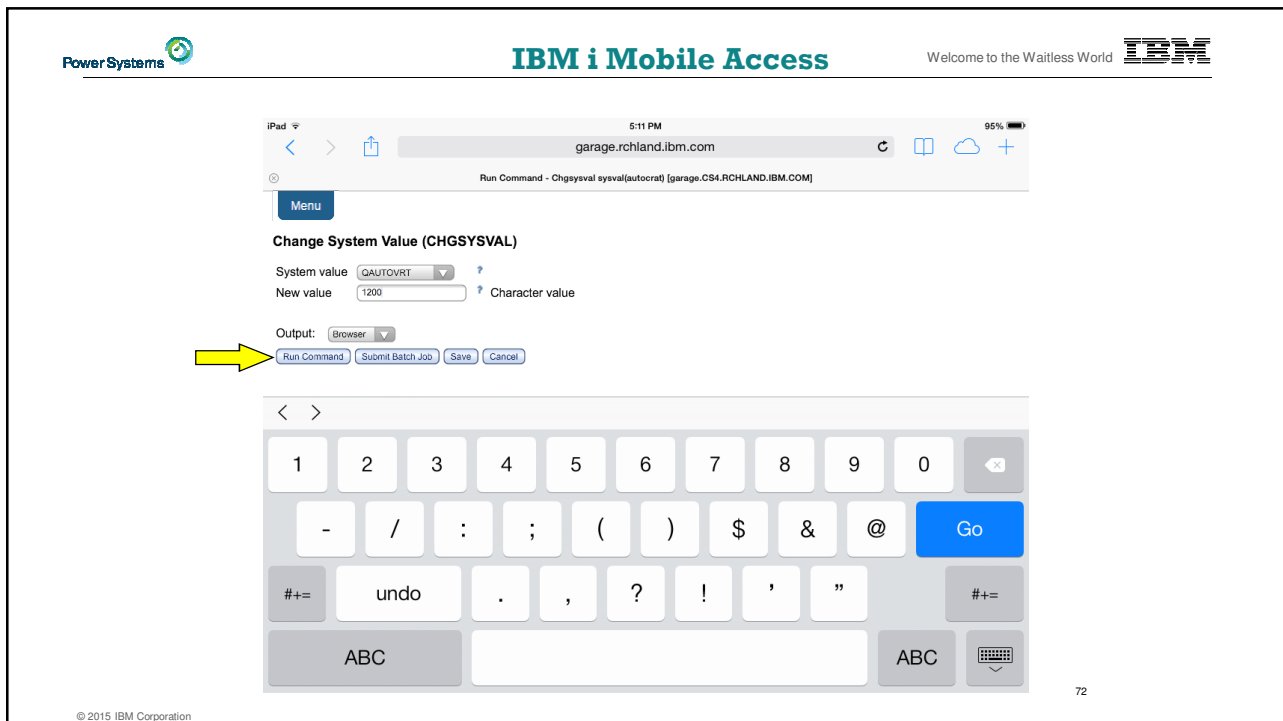 Power Systems
IBM i Mobile Access
Welcome to the Waitless World
IBM
iPad 5:11 PM 95%
garage.rchland.ibm.com
Run Command - Chgsysval sysval(autocrat) [garage.CS4.RCHLAND.IBM.COM]
Menu
Change System Value (CHGSYSVAL)
System value QAUTOVRT ?
New value 1200 ? Character value
Output: Browser
Run Command Submit Batch Job Save Cancel
1 2 3 4 5 6 7 8 9 0
- / : ; ( ) $ & @ Go
#+= undo . , ? ! ’ ” #+=
ABC ABC
72
© 2015 IBM Corporation